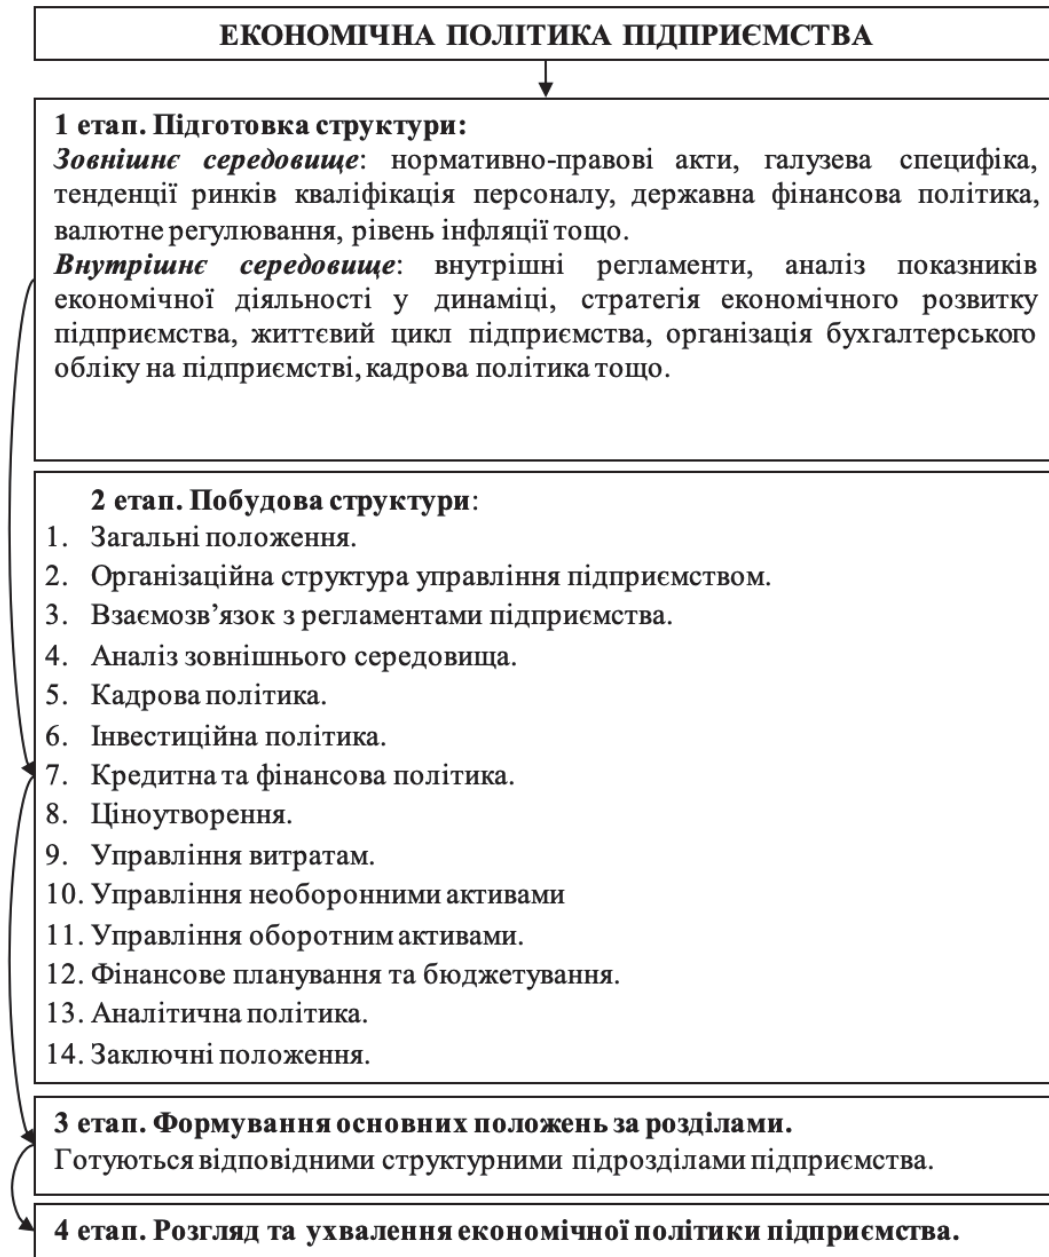 ЕКОНОМІЧНА ПОЛІТИКА ПІДПРИЄМСТВА
1 етап. Підготовка структури:
Зовнішнє середовище: нормативно-правові акти, галузева специфіка,
тенденції ринків кваліфікація персоналу, державна фінансова політика,
валютне регулювання, рівень інфляції тощо.
Внутрішнє середовище: внутрішні регламенти, аналіз показників
економічної діяльності у динаміці, стратегія економічного розвитку
підприємства, життєвий цикл підприємства, організація бухгалтерського
обліку на підприємстві, кадрова політика тощо.
2 етап. Побудова структури:
1. Загальні положення.
2. Організаційна структура управління підприємством.
3. Взаємозв’язок з регламентами підприємства.
4. Аналіз зовнішнього середовища.
5. Кадрова політика.
6. Інвестиційна політика.
7. Кредитна та фінансова політика.
8. Ціноутворення.
9. Управління витратам.
10. Управління необоронними активами
11. Управління оборотним активами.
12. Фінансове планування та бюджетування.
13. Аналітична політика.
14. Заключні положення.
3 етап. Формування основних положень за розділами.
Готуються відповідними структурними підрозділами підприємства.
4 етап. Розгляд та ухвалення економічної політики підприємства.